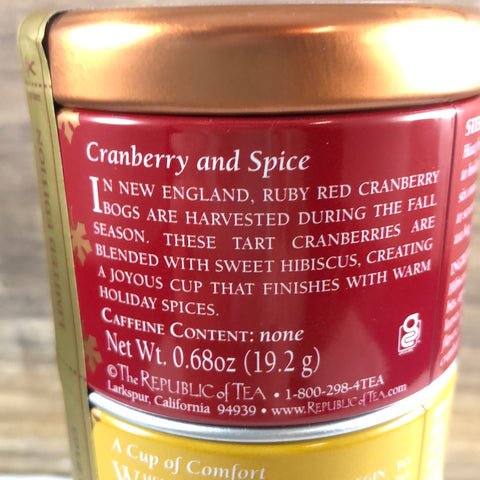 Cranberry and Spice
IN NEW ENGLAND, RUBY RED CRANBERRY
BOGS ARE HARVESTED DURING THE FALL
SEASON. THESE TART CRANBERRIES ARE
BLENDED WITH SWEET HIBISCUS, CREATING
A JOYOUS CUP THAT FINISHES WITH WARM
HOLIDAY SPICES.
CAFFEINE CONTENT: none
Net Wt. 0.68oz (19.2 g)
©The REPUBLIC of TEA • 1-800-298-4TEA
Larkspur, California 94939 • www.REPUBLICofTEA.com
LIMITED EDITION
A Cup of Comfort